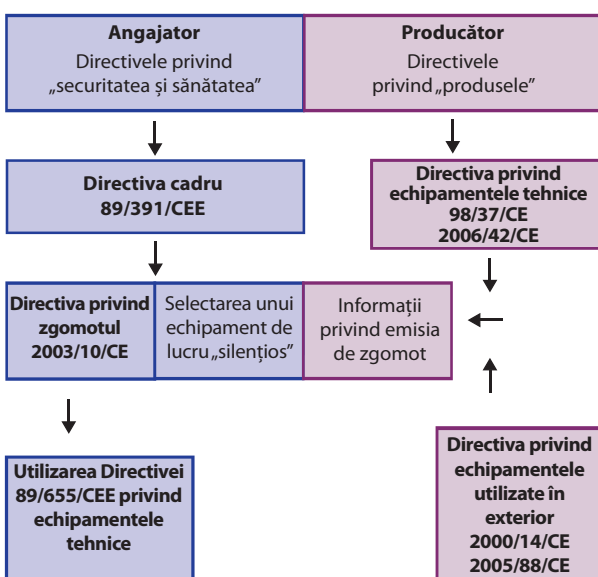 Angajator
Directivele privind
„securitatea și sănătatea”
Producător
Directivele
privind „produsele”
Directiva cadru
89/391/CEE
Directiva privind
echipamentele tehnice
98/37/CE
2006/42/CE
Directiva privind
zgomotul
2003/10/CE
Selectarea unui
echipament de
lucru „silențios”
Informații
privind emisia
de zgomot
Utilizarea Directivei
89/655/CEE privind
echipamentele
tehnice
Directiva privind
echipamentele
utilizate în
exterior
2000/14/CE
2005/88/CE